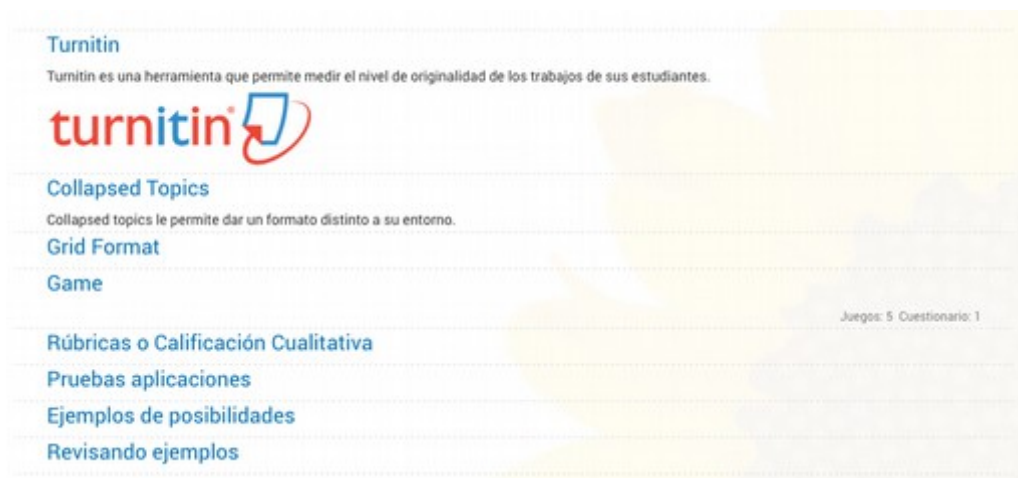 Turnitin
Turnitin es una herramienta que permite medir el nivel de originalidad de los trabajos de sus estudiantes.
turnitin
Collapsed Topics
Collapsed topics le permite dar un formato distinto a su entorno.
Grid Format
Game
Juegos: 5 Cuestionario: 1
Rúbricas o Calificación Cualitativa
Pruebas aplicaciones
Ejemplos de posibilidades
Revisando ejemplos